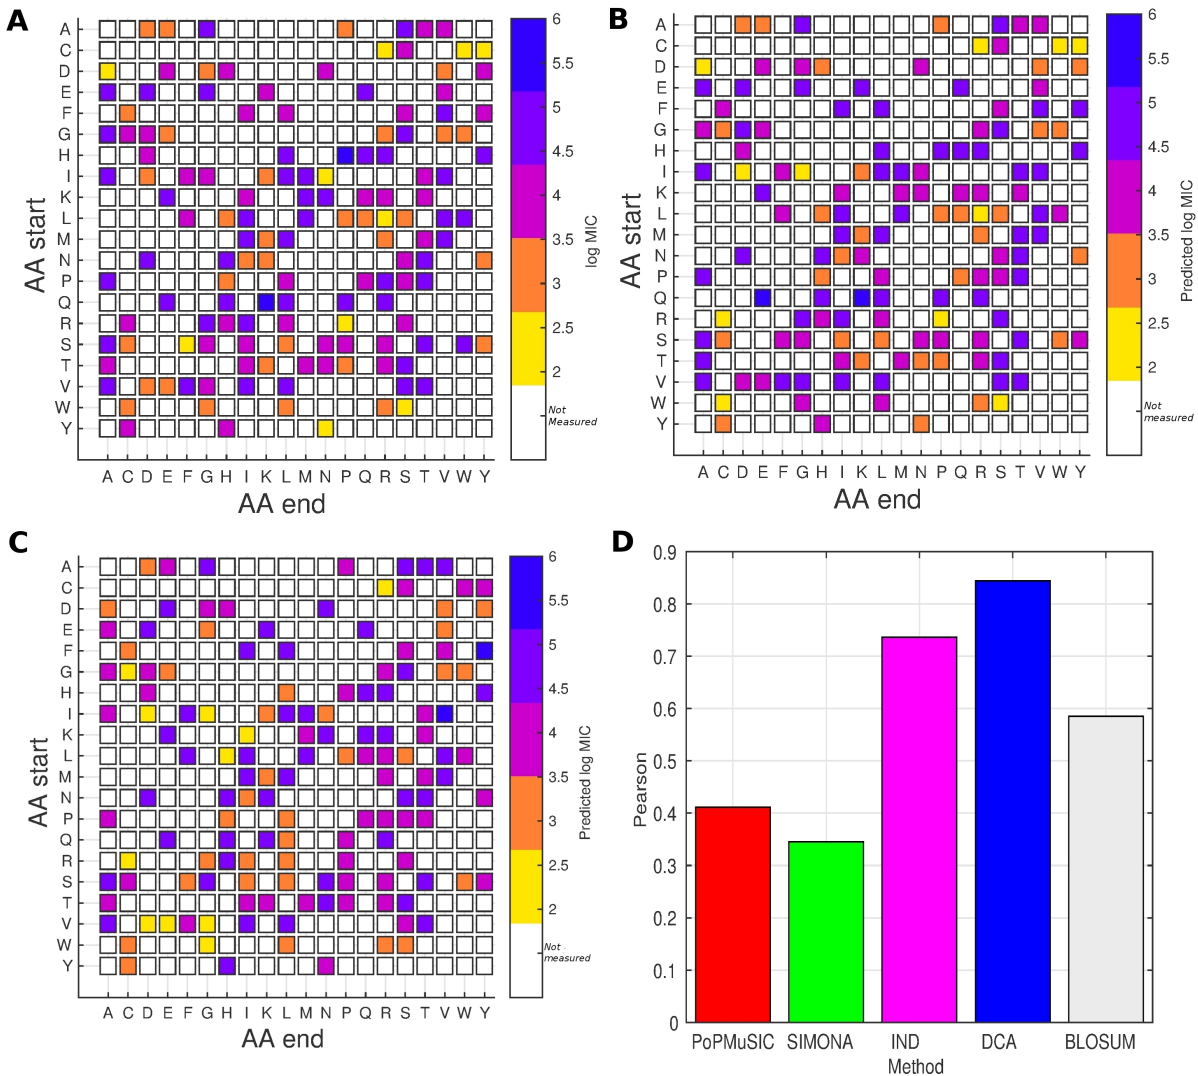 A
A
C
D
E
F
G
H
I
K
L
M
N
P
Q
R
S
T
V
W
Y
AA start
A C D E F G H I K L M N P Q R S T V W Y
AA end
6
5.5
5
4.5
4
3.5
3
2.5
2
Not
Measured
log MIC
B
A
C
D
E
F
G
H
I
K
L
M
N
P
Q
R
S
T
V
W
Y
AA start
A C D E F G H I K L M N P Q R S T V W Y
AA end
6
5.5
5
4.5
4
3.5
3
2.5
2
Not
measured
Predicted log MIC
C
A
C
D
E
F
G
H
I
K
L
M
N
P
Q
R
S
T
V
W
Y
AA start
A C D E F G H I K L M N P Q R S T V W Y
AA end
6
5.5
5
4.5
4
3.5
3
2.5
2
Not
measured
Predicted log MIC
D
0.9
0.8
0.7
0.6
0.5
0.4
0.3
0.2
0.1
0
Pearson
PoPMuSIC SIMONA IND DCA BLOSUM
Method